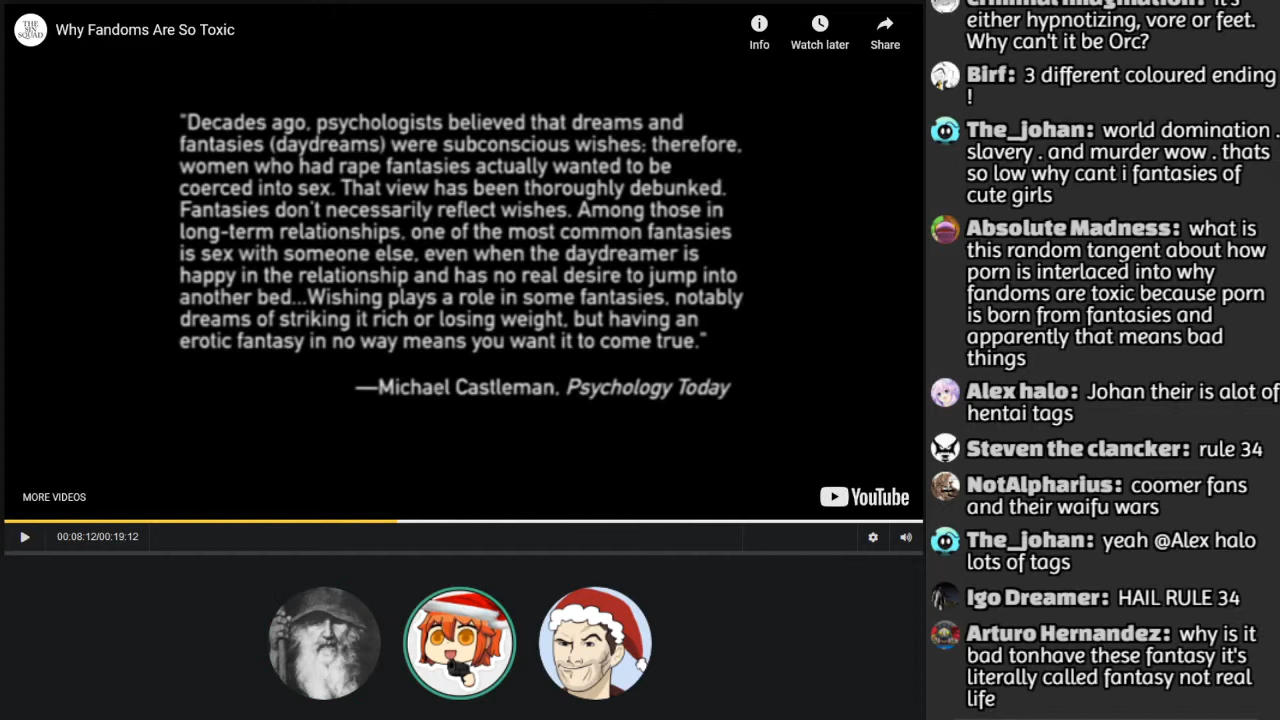 THE SIN SQUAD
Why Fandoms Are So Toxic
Info
Watch later
Share
"Decades ago, psychologists believed that dreams and
fantasies (daydreams) were subconscious wishes; therefore,
women who had rape fantasies actually wanted to be
coerced into sex. That view has been thoroughly debunked.
Fantasies don't necessarily reflect wishes. Among those in
long-term relationships, one of the most common fantasies
is sex with someone else, even when the daydreamer is
happy in the relationship and has no real desire to jump into
another bed...Wishing plays a role in some fantasies, notably
dreams of striking it rich or losing weight, but having an
erotic fantasy in no way means you want it to come true."
—Michael Castleman, Psychology Today
MORE VIDEOS
YouTube
00:08:12/00:19:12
Criminal Imagination: It's
either hypnotizing, vore or feet.
Why can't it be Orc?
Birf: 3 different coloured ending
!
The_johan: world domination .
slavery . and murder wow . thats
so low why cant i fantasies of
cute girls
Absolute Madness: what is
this random tangent about how
porn is interlaced into why
fandoms are toxic because porn
is born from fantasies and
apparently that means bad
things
Alex halo: Johan their is alot of
hentai tags
Steven the clancker: rule 34
NotAlpharius: coomer fans
and their waifu wars
The_johan: yeah @Alex halo
lots of tags
Igo Dreamer: HAIL RULE 34
Arturo Hernandez: why is it
bad tonhave these fantasy it's
literally called fantasy not real
life